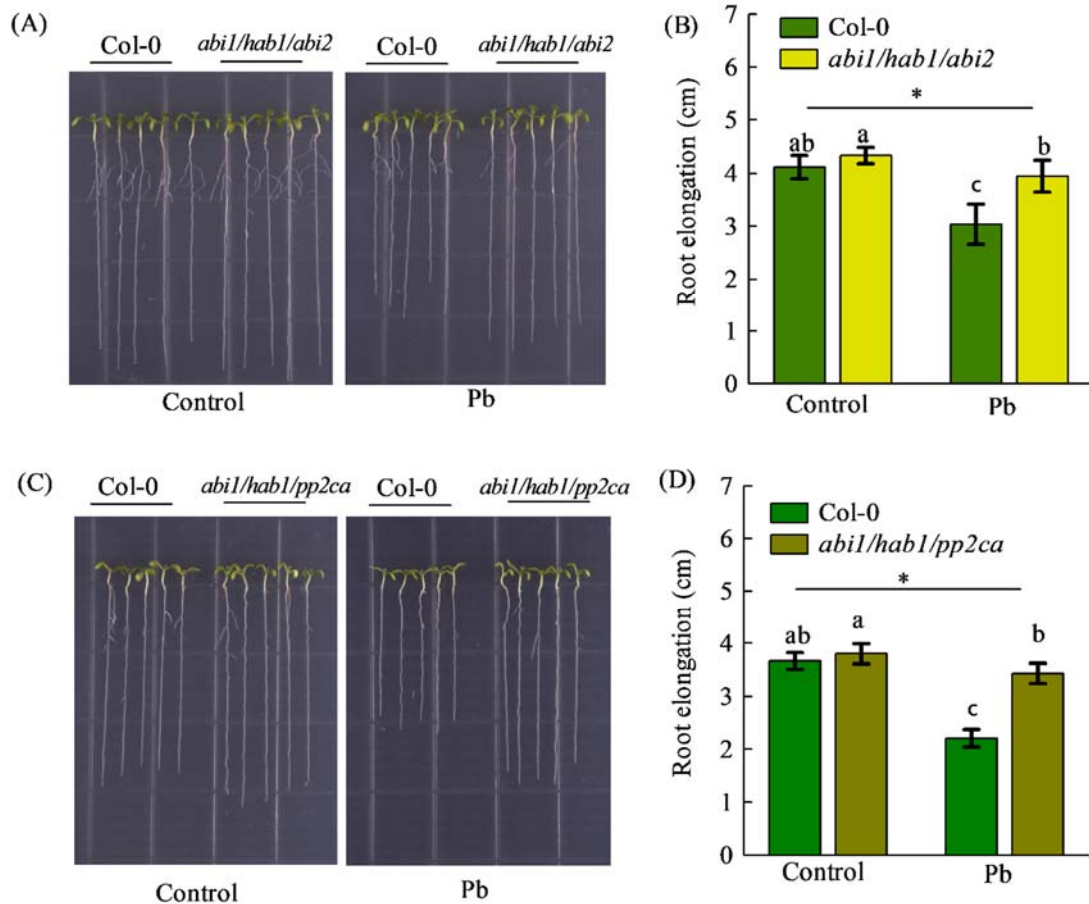 (A)
Col-0 abi1/hab1/abi2 Col-0 abi1/hab1/abi2
Control Pb
(B)
Col-0
abi1/hab1/abi2
Root elongation (cm)
7
6
5
4
3
2
1
0
*
ab a c b
Control Pb
(C)
Col-0 abi1/hab1/pp2ca Col-0 abi1/hab1/pp2ca
Control Pb
(D)
Col-0
abi1/hab1/pp2ca
Root elongation (cm)
7
6
5
4
3
2
1
0
*
ab a c b
Control Pb